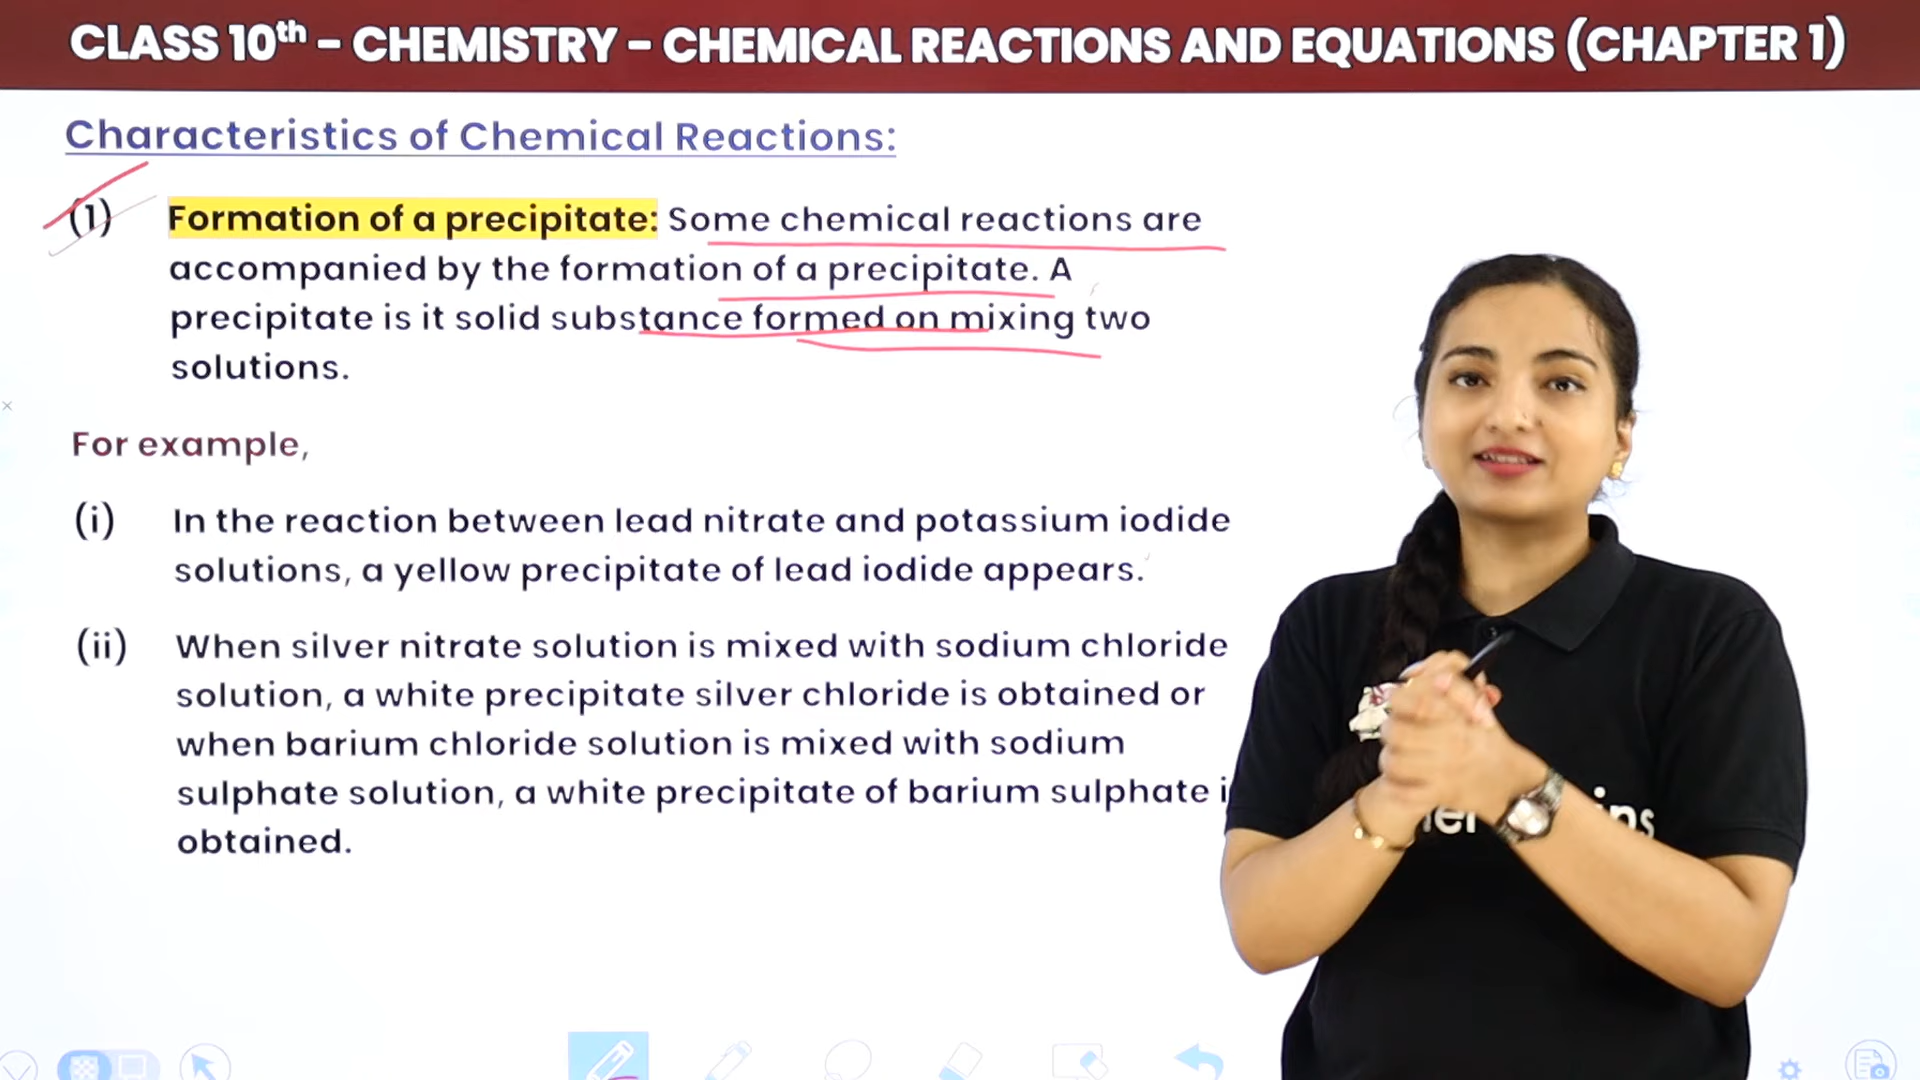 CLASS 10th - CHEMISTRY - CHEMICAL REACTIONS AND EQUATIONS (CHAPTER 1)
Characteristics of Chemical Reactions:
(1) Formation of a precipitate: Some chemical reactions are
accompanied by the formation of a precipitate. A
precipitate is it solid substance formed on mixing two
solutions.
For example,
(i) In the reaction between lead nitrate and potassium iodide
solutions, a yellow precipitate of lead iodide appears.
(ii) When silver nitrate solution is mixed with sodium chloride
solution, a white precipitate silver chloride is obtained or
when barium chloride solution is mixed with sodium
sulphate solution, a white precipitate of barium sulphate i
obtained.